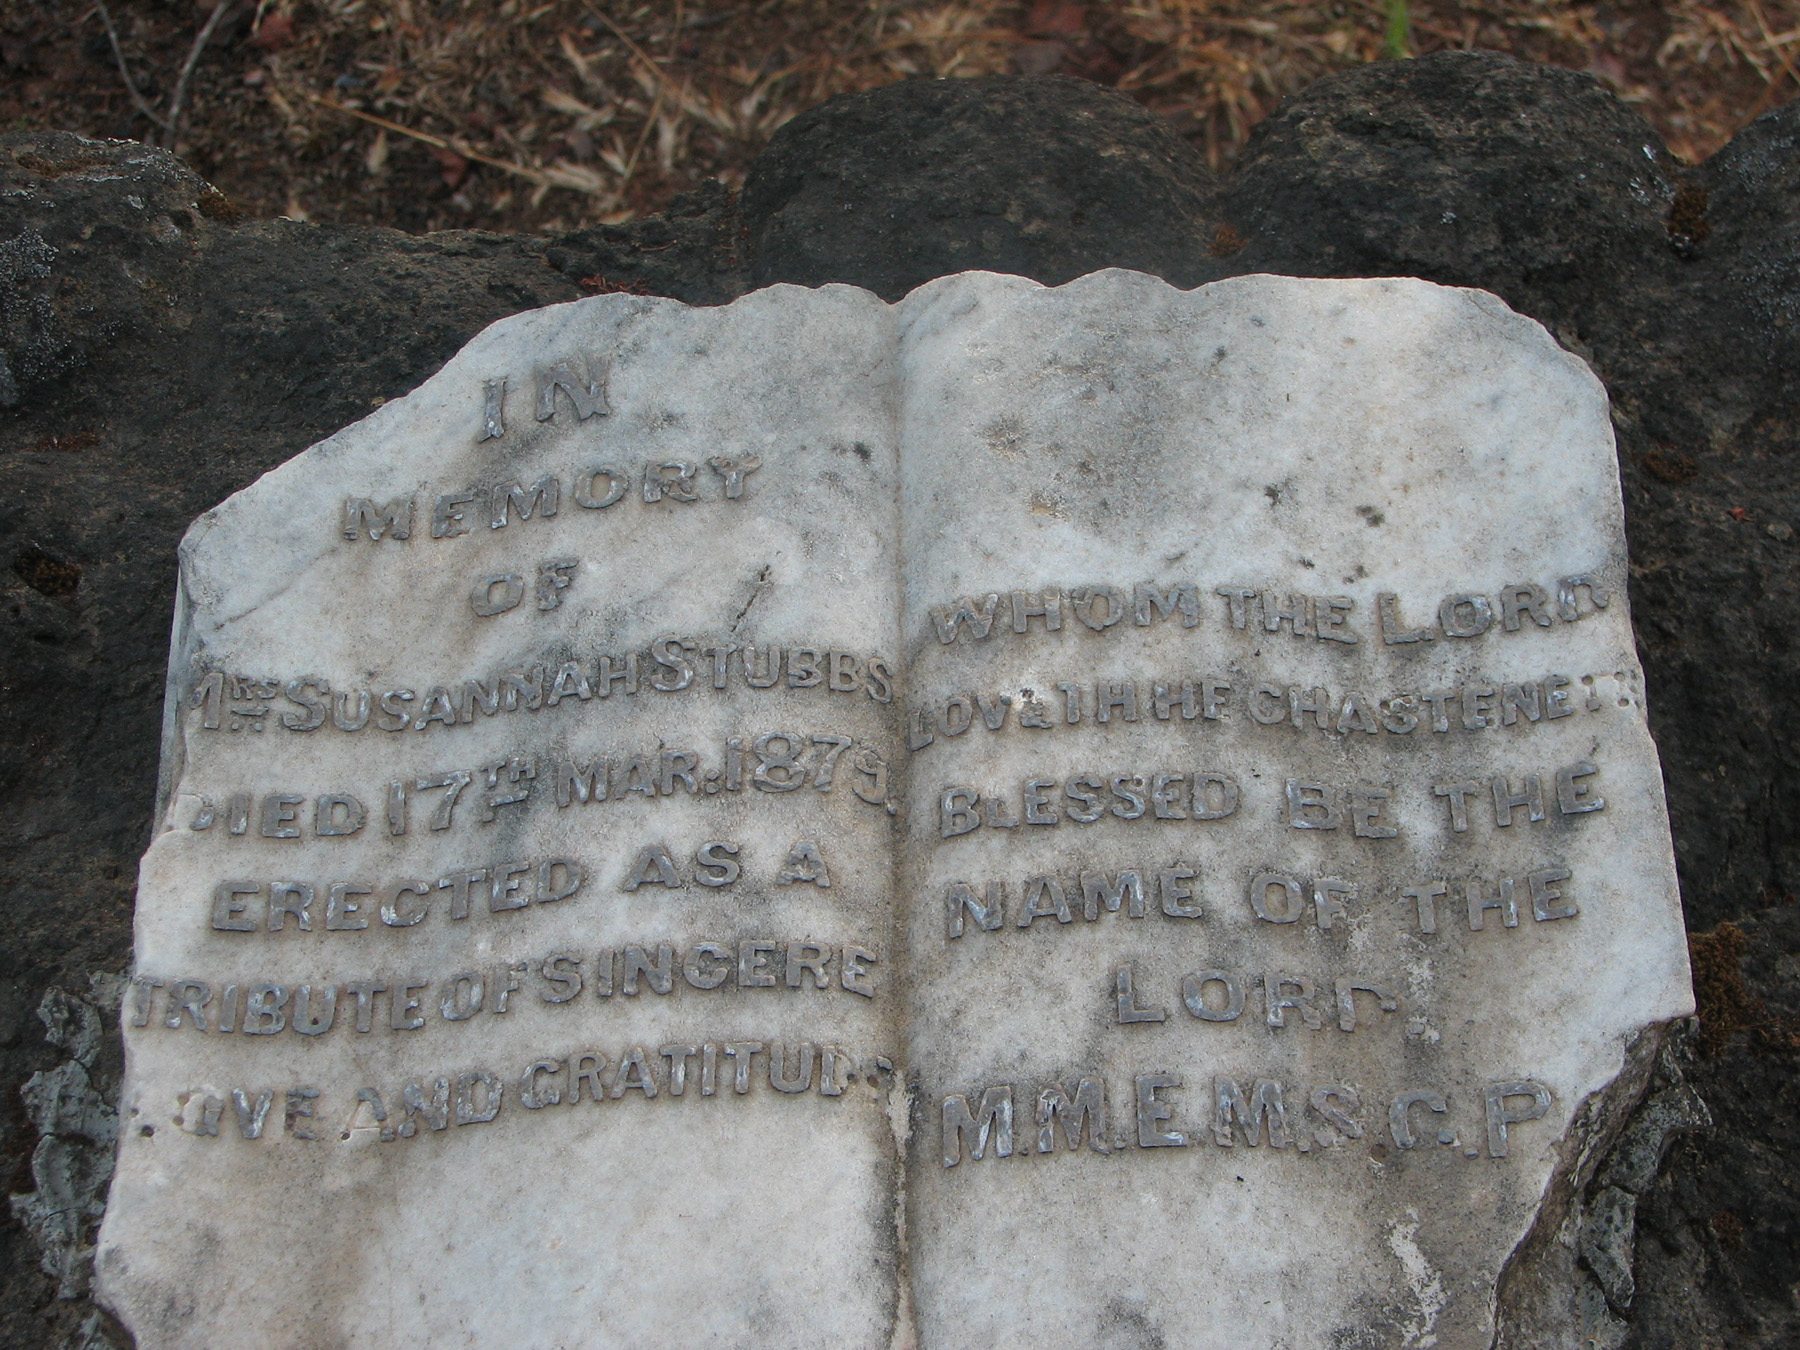 IN
MEMORY
OF
MRS SUSANNAH STUBBS
DIED 17TH MAR: 1879.
ERECTED AS A
TRIBUTE OF SINCERE
LOVE AND GRATITUDE
WHOM THE LORD
LOVETH HE CHASTENETH
BLESSED BE THE
NAME OF THE
LORD.
M.M.E.M.S.C.P